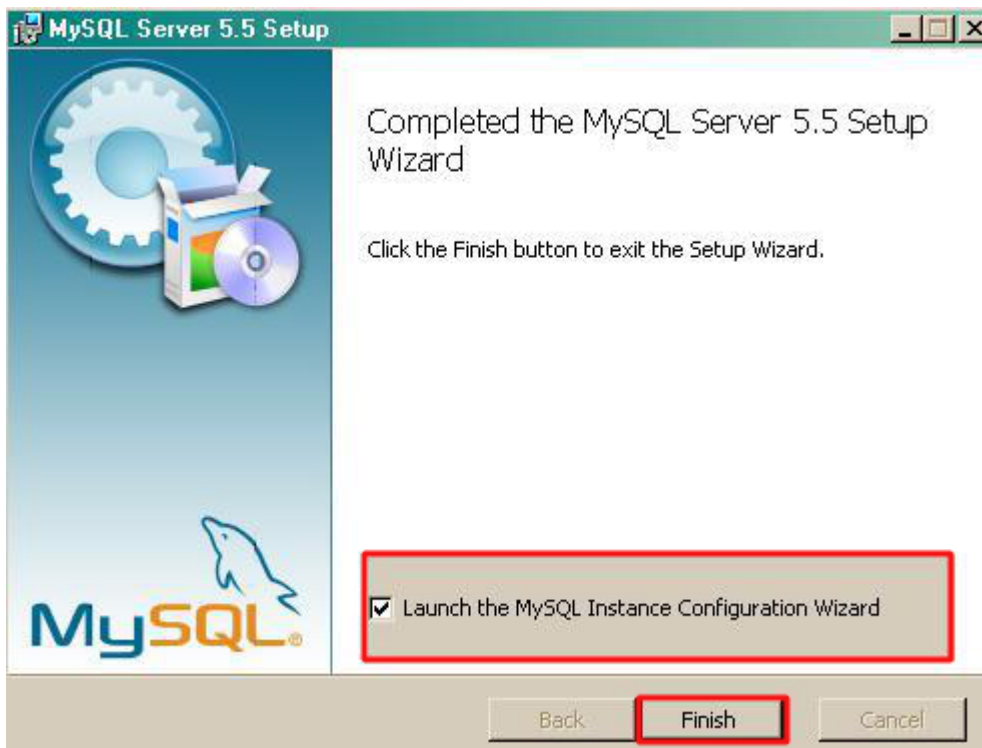 MySQL Server 5.5 Setup
Completed the MySQL Server 5.5 Setup
Wizard
Click the Finish button to exit the Setup Wizard.
Launch the MySQL Instance Configuration Wizard
MySQL®
Back
Finish
Cancel